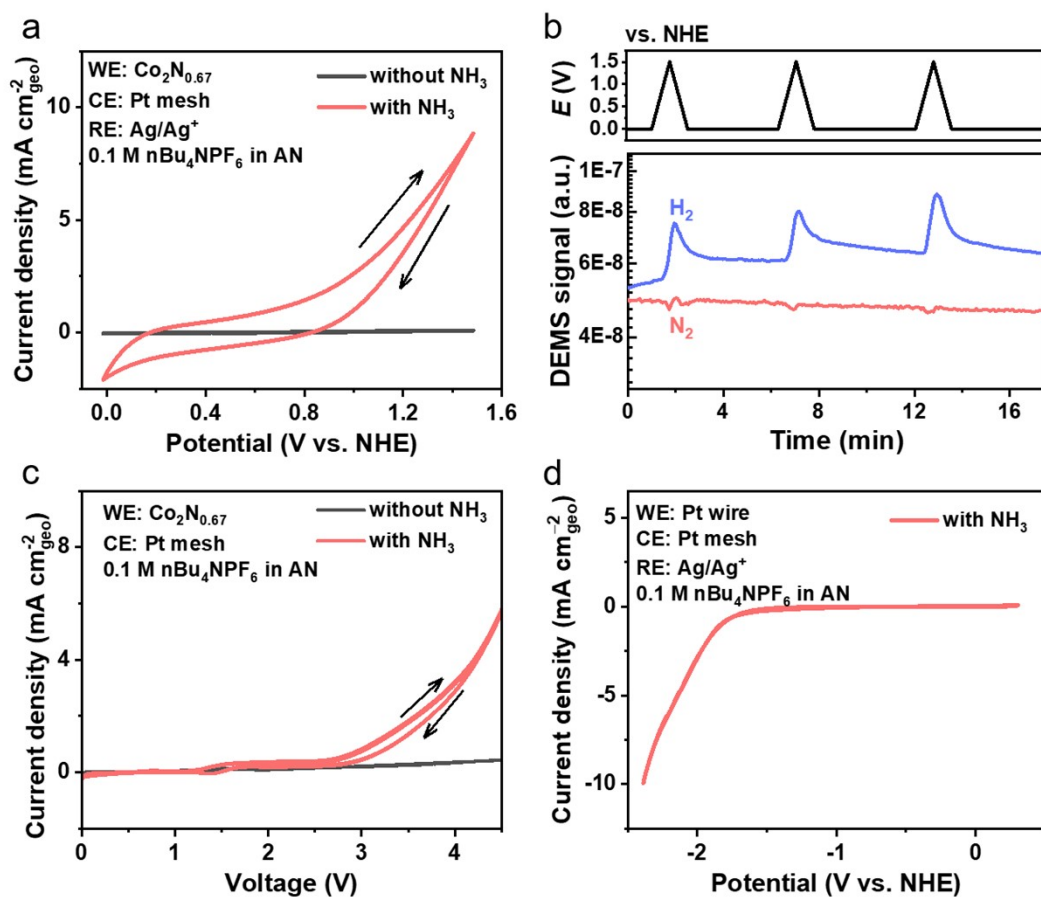 a
WE: Co₂N₀.₆₇
CE: Pt mesh
RE: Ag/Ag⁺
0.1 M nBu₄NPF₆ in AN
without NH₃
with NH₃
Current density (mA cm⁻²geo)
10
5
0
0.0 0.4 0.8 1.2 1.6
Potential (V vs. NHE)
b
vs. NHE
E (V)
1.5
1.0
0.5
0.0
DEMS signal (a.u.)
1E-7
8E-8
6E-8
4E-8
H₂
N₂
0 4 8 12 16
Time (min)
c
WE: Co₂N₀.₆₇
CE: Pt mesh
0.1 M nBu₄NPF₆ in AN
without NH₃
with NH₃
Current density (mA cm⁻²geo)
8
4
0
0 1 2 3 4
Voltage (V)
d
WE: Pt wire
CE: Pt mesh
RE: Ag/Ag⁺
0.1 M nBu₄NPF₆ in AN
with NH₃
Current density (mA cm⁻²geo)
5
0
-5
-10
-2 -1 0
Potential (V vs. NHE)